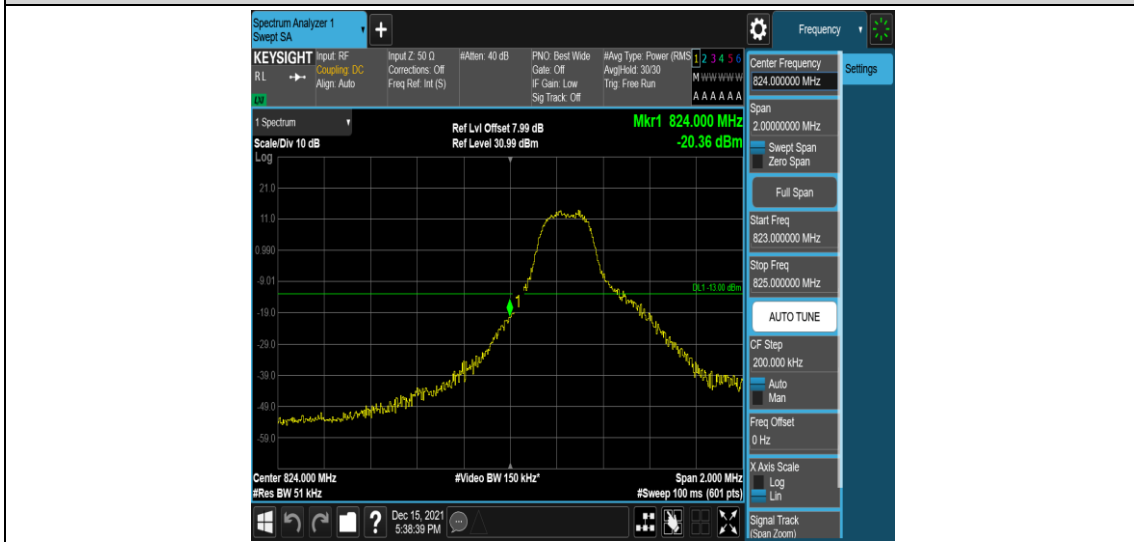 Spectrum Analyzer 1
Swept SA
+
Frequency
KEYSIGHT
RL
LXI
Input: RF
Coupling: DC
Align: Auto
Input Z: 50 Ω
Corrections: Off
Freq Ref: Int (S)
#Atten: 40 dB
PNO: Best Wide
Gate: Off
IF Gain: Low
Sig Track: Off
#Avg Type: Power (RMS
Avg|Hold: 30/30
Trig: Free Run
1 2 3 4 5 6
M W W W W W
A A A A A A
1 Spectrum
Scale/Div 10 dB
Log
Ref Lvl Offset 7.99 dB
Ref Level 30.99 dBm
Mkr1 824.000 MHz
-20.36 dBm
21.0
11.0
0.990
-9.01
-19.0
-29.0
-39.0
-49.0
-59.0
DL1 -13.00 dBm
1
Center 824.000 MHz
#Res BW 51 kHz
#Video BW 150 kHz*
Span 2.000 MHz
#Sweep 100 ms (601 pts)
Center Frequency
824.000000 MHz
Settings
Span
2.00000000 MHz
Swept Span
Zero Span
Full Span
Start Freq
823.000000 MHz
Stop Freq
825.000000 MHz
AUTO TUNE
CF Step
200.000 kHz
Auto
Man
Freq Offset
0 Hz
X Axis Scale
Log
Lin
Signal Track
(Span Zoom)
?
Dec 15, 2021
5:38:39 PM